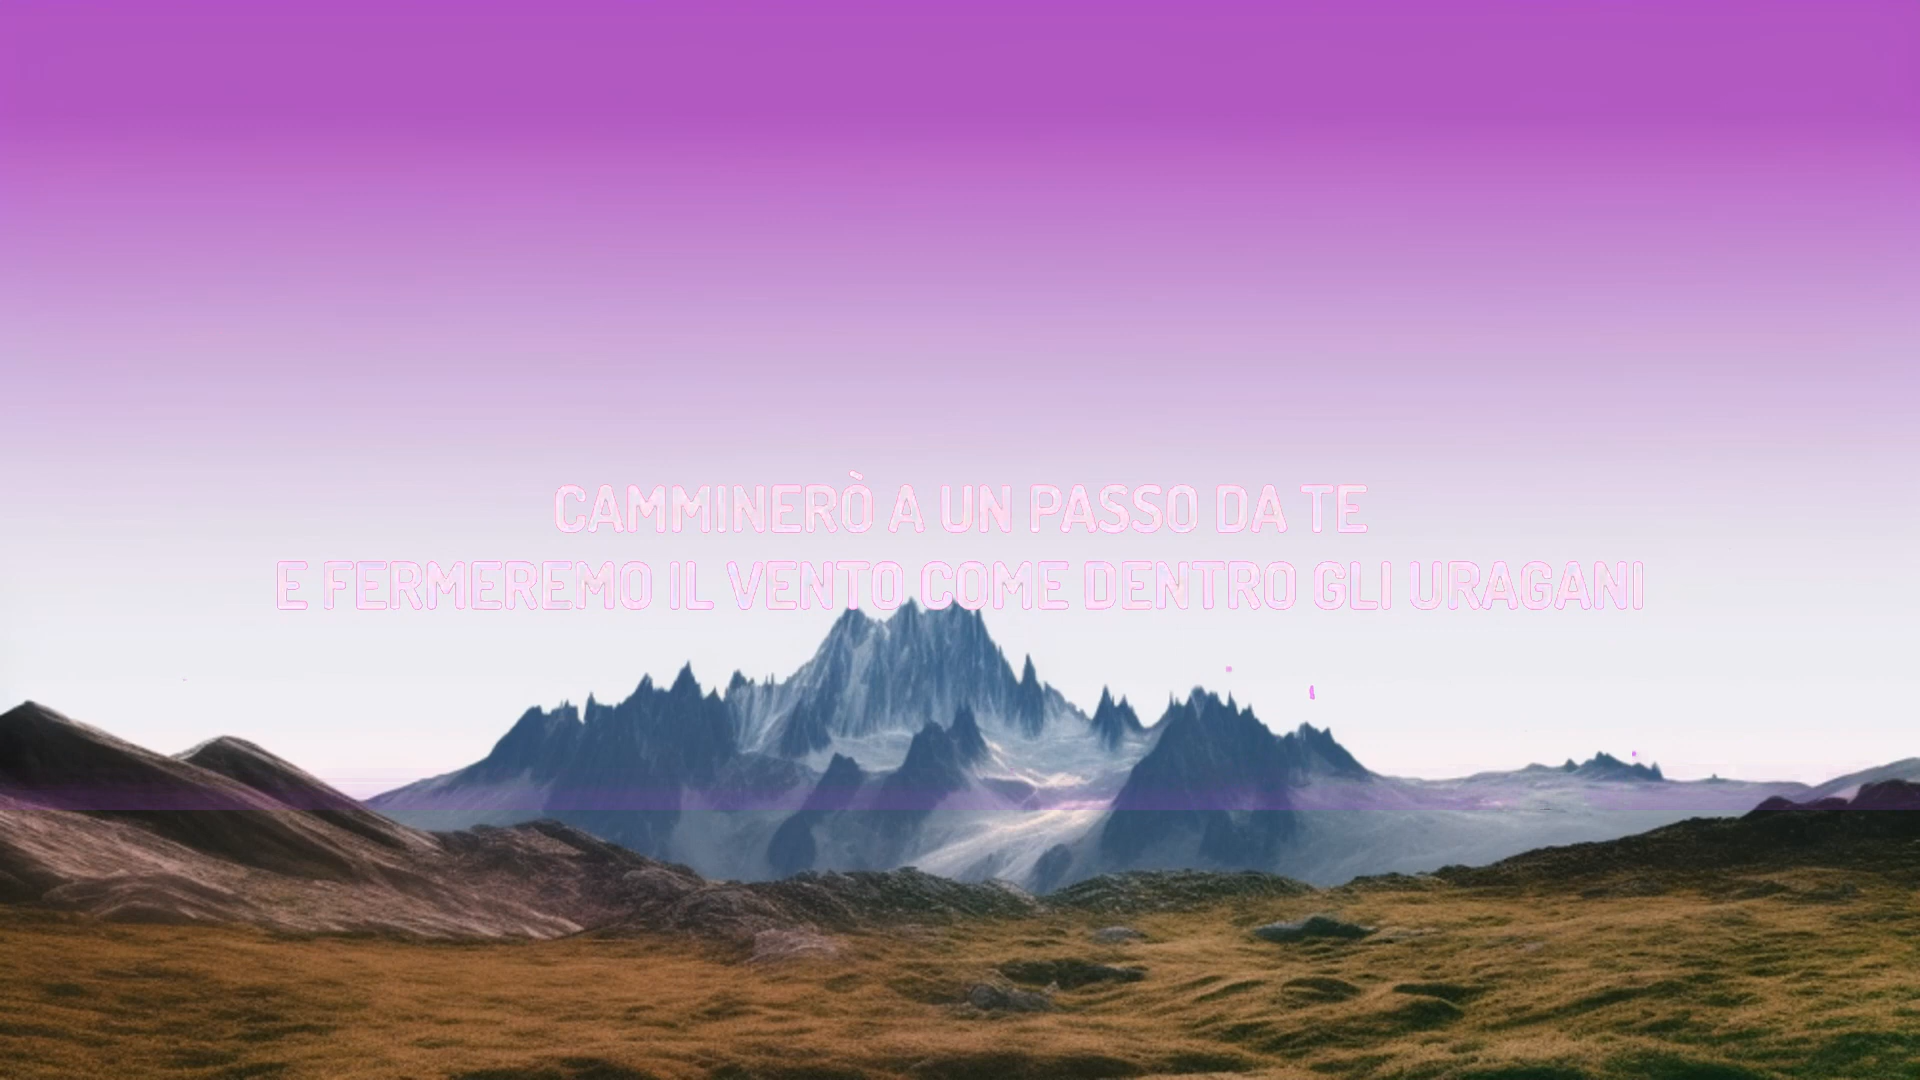 CAMMINERÒ A UN PASSO DA TE
E FERMEREMO IL VENTO COME DENTRO GLI URAGANI